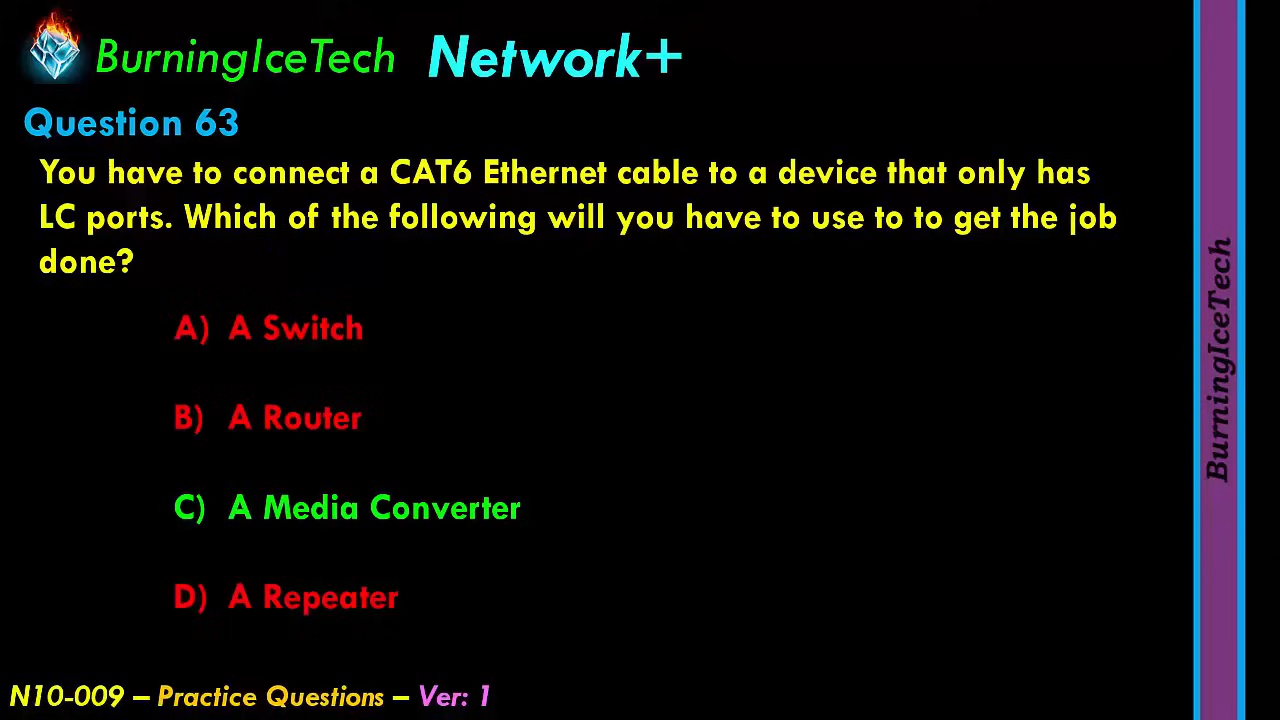 BurningIceTech Network+
Question 63
You have to connect a CAT6 Ethernet cable to a device that only has
LC ports. Which of the following will you have to use to to get the job
done?
A) A Switch
B) A Router
C) A Media Converter
D) A Repeater
N10-009 – Practice Questions – Ver: 1
BurningIceTech